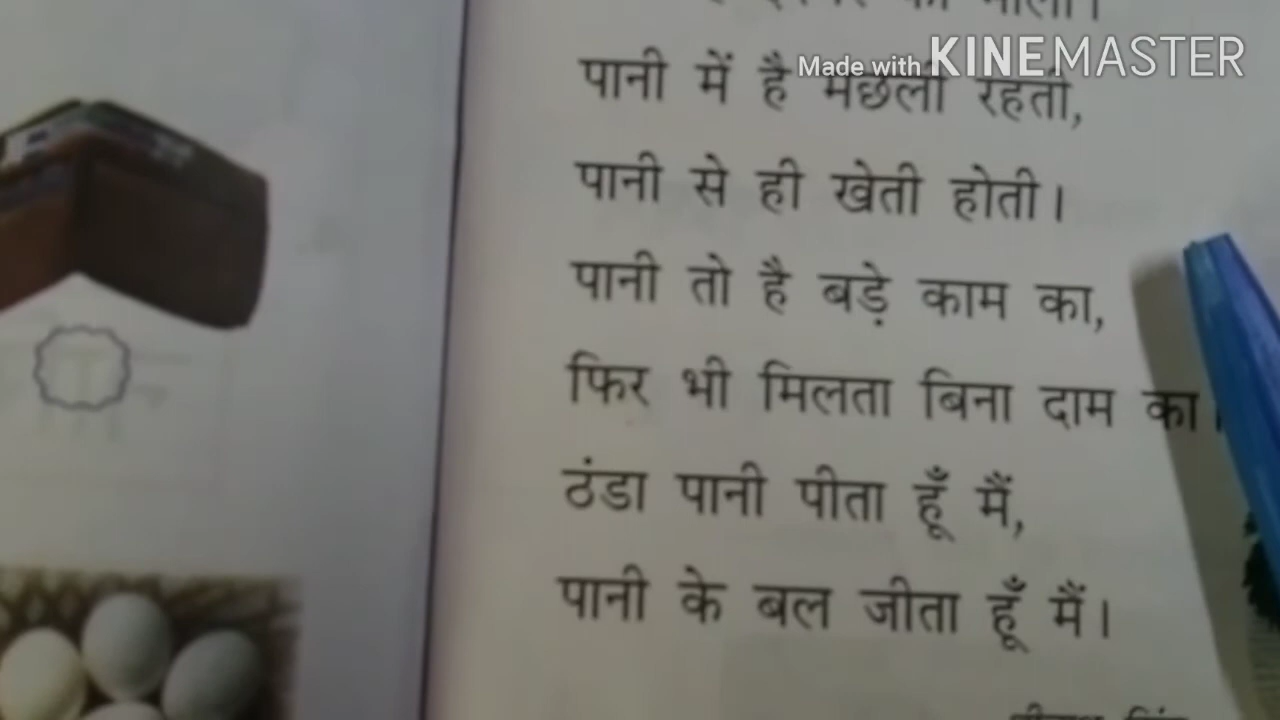 Made with KINEMASTER
पानी में है मछली रहती,
पानी से ही खेती होती।
पानी तो है बड़े काम का,
फिर भी मिलता बिना दाम का।
ठंडा पानी पीता हूँ मैं,
पानी के बल जीता हूँ मैं।